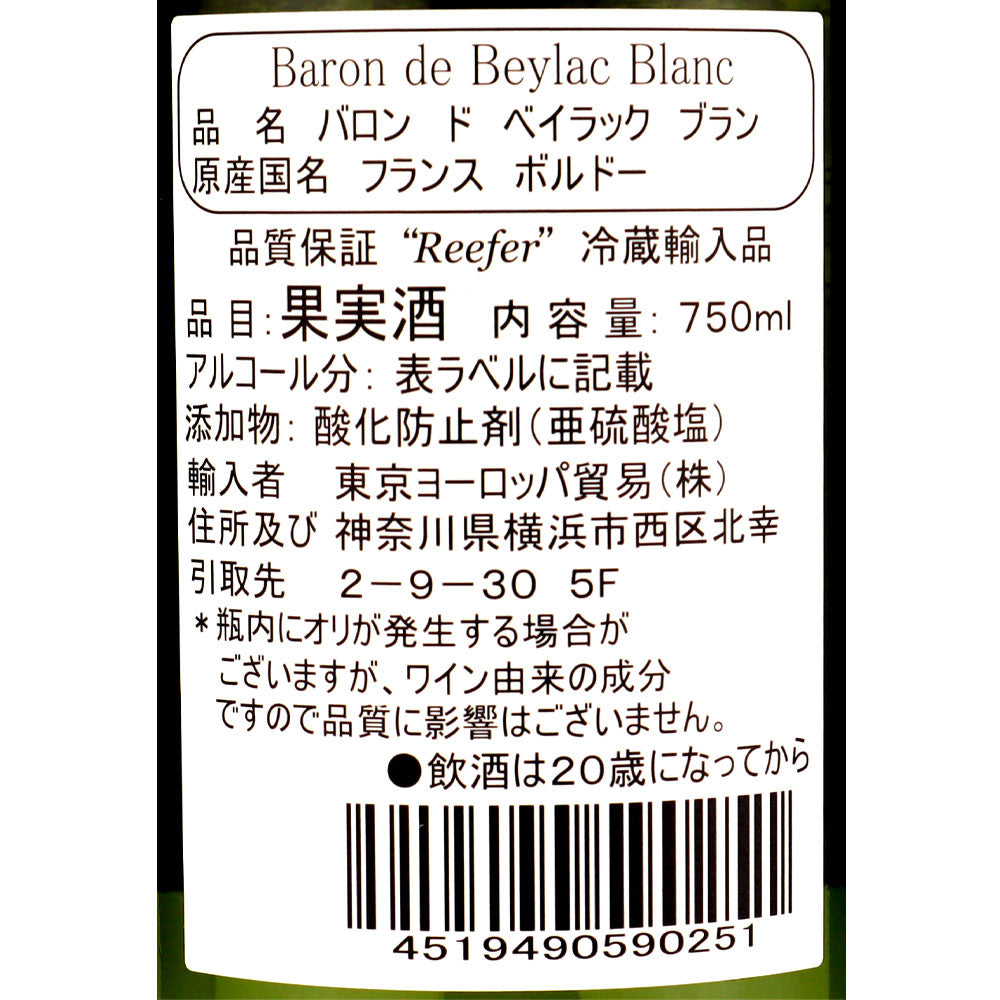 Baron de Beylac Blanc
品 名 バロン ド ベイラック ブラン
原産国名 フランス ボルドー
品質保証 “Reefer” 冷蔵輸入品
品目:果実酒 内容量: 750ml
アルコール分: 表ラベルに記載
添加物: 酸化防止剤(亜硫酸塩)
輸入者 東京ヨーロッパ貿易(株)
住所及び 神奈川県横浜市西区北幸
引取先 2-9-30 5F
*瓶内にオリが発生する場合が
ございますが、ワイン由来の成分
ですので品質に影響はございません。
●飲酒は20歳になってから
4519490590251